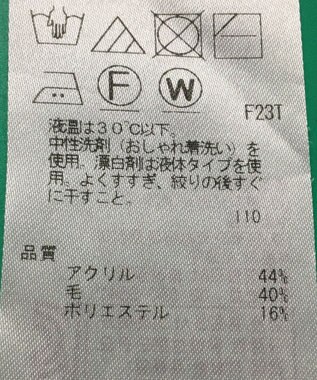 F W
F23T
液温は30℃以下。
中性洗剤（おしゃれ着洗い）を
使用。漂白剤は液体タイプを使
用。よくすすぎ、絞りの後すぐ
に干すこと。
110
品質
アクリル 44%
毛 40%
ポリエステル 16%